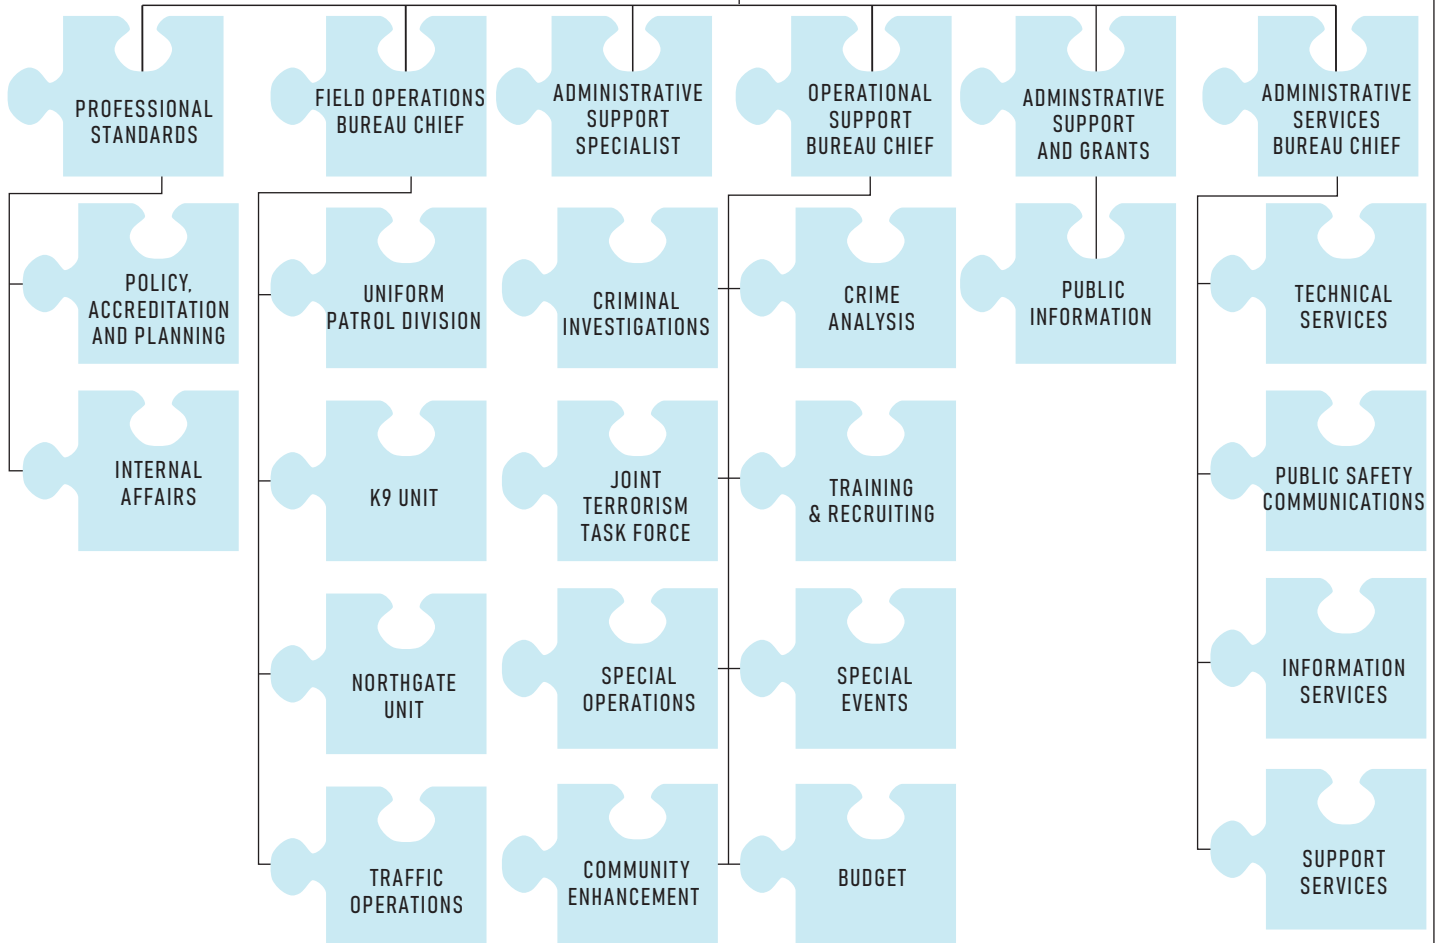 PROFESSIONAL
STANDARDS
FIELD OPERATIONS
BUREAU CHIEF
ADMINISTRATIVE
SUPPORT
SPECIALIST
OPERATIONAL
SUPPORT
BUREAU CHIEF
ADMINSTRATIVE
SUPPORT
AND GRANTS
ADMINISTRATIVE
SERVICES
BUREAU CHIEF
POLICY,
ACCREDITATION
AND PLANNING
UNIFORM
PATROL DIVISION
CRIMINAL
INVESTIGATIONS
CRIME
ANALYSIS
PUBLIC
INFORMATION
TECHNICAL
SERVICES
INTERNAL
AFFAIRS
K9 UNIT
JOINT
TERRORISM
TASK FORCE
TRAINING
& RECRUITING
PUBLIC SAFETY
COMMUNICATIONS
NORTHGATE
UNIT
SPECIAL
OPERATIONS
SPECIAL
EVENTS
INFORMATION
SERVICES
TRAFFIC
OPERATIONS
COMMUNITY
ENHANCEMENT
BUDGET
SUPPORT
SERVICES